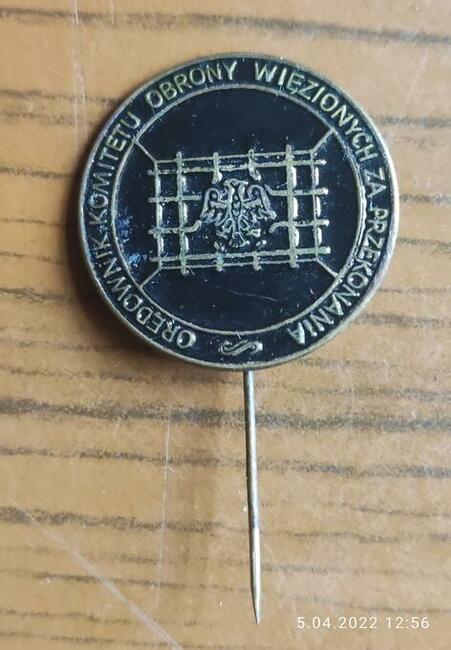 ORĘDOWNIK KOMITETU OBRONY WIĘZIONYCH ZA PRZEKONANIA
S
5.04.2022 12:56